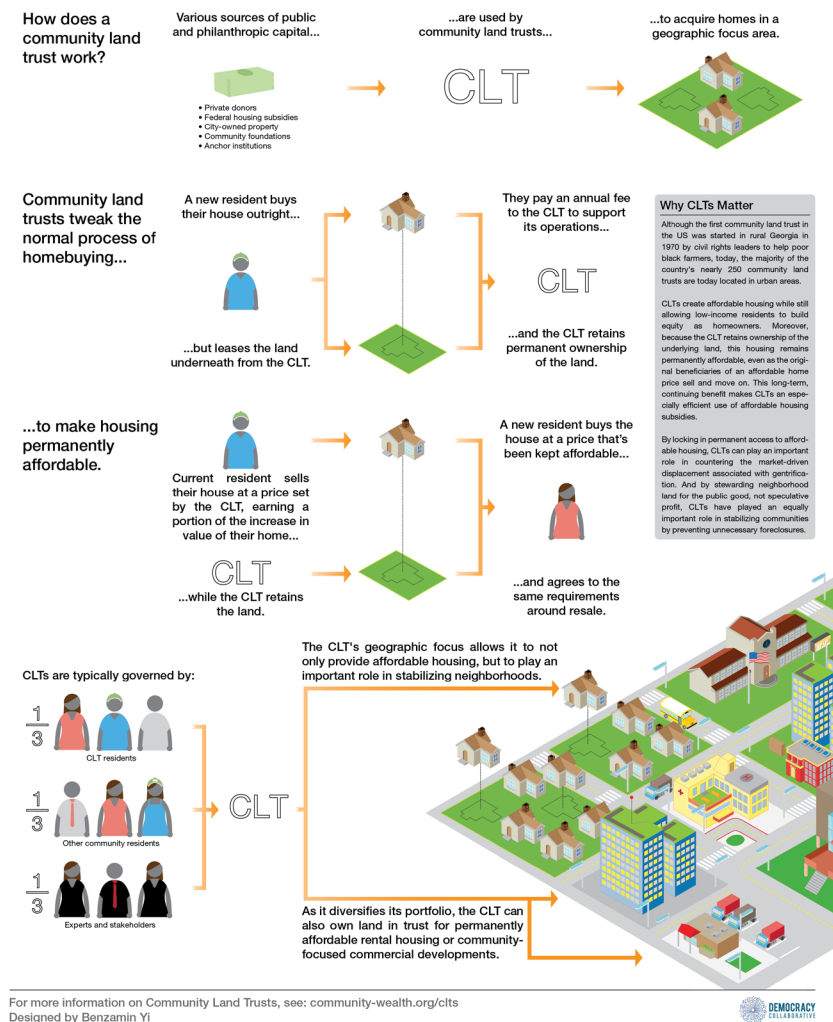 How does a
community land
trust work?
Various sources of public
and philanthropic capital...
• Private donors
• Federal housing subsidies
• City-owned property
• Community foundations
• Anchor institutions
...are used by
community land trusts...
CLT
...to acquire homes in a
geographic focus area.
Community land
trusts tweak the
normal process of
homebuying...
A new resident buys
their house outright...
...but leases the land
underneath from the CLT.
They pay an annual fee
to the CLT to support
its operations...
CLT
...and the CLT retains
permanent ownership
of the land.
Why CLTs Matter
Although the first community land trust in
the US was started in rural Georgia in
1970 by civil rights leaders to help poor
black farmers, today, the majority of the
country's nearly 250 community land
trusts are today located in urban areas.
CLTs create affordable housing while still
allowing low-income residents to build
equity as homeowners. Moreover,
because the CLT retains ownership of the
underlying land, this housing remains
permanently affordable, even as the origi-
nal beneficiaries of an affordable home
price sell and move on. This long-term,
continuing benefit makes CLTs an esp-
ecially efficient use of affordable housing
subsidies.
By locking in permanent access to afford-
able housing, CLTs can play an important
role in countering the market-driven
displacement associated with gentrifica-
tion. And by stewarding neighborhood
land for the public good, not speculative
profit, CLTs have played an equally
important role in stabilizing communities
by preventing unnecessary foreclosures.
...to make housing
permanently
affordable.
Current resident sells
their house at a price set
by the CLT, earning a
portion of the increase in
value of their home...
CLT
...while the CLT retains
the land.
A new resident buys the
house at a price that's
been kept affordable...
...and agrees to the
same requirements
around resale.
CLTs are typically governed by:
1
3
CLT residents
1
3
Other community residents
1
3
Experts and stakeholders
CLT
The CLT's geographic focus allows it to not
only provide affordable housing, but to play an
important role in stabilizing neighborhoods.
As it diversifies its portfolio, the CLT can
also own land in trust for permanently
affordable rental housing or community-
focused commercial developments.
For more information on Community Land Trusts, see: community-wealth.org/clts
Designed by Benzamin Yi
DEMOCRACY
COLLABORATIVE